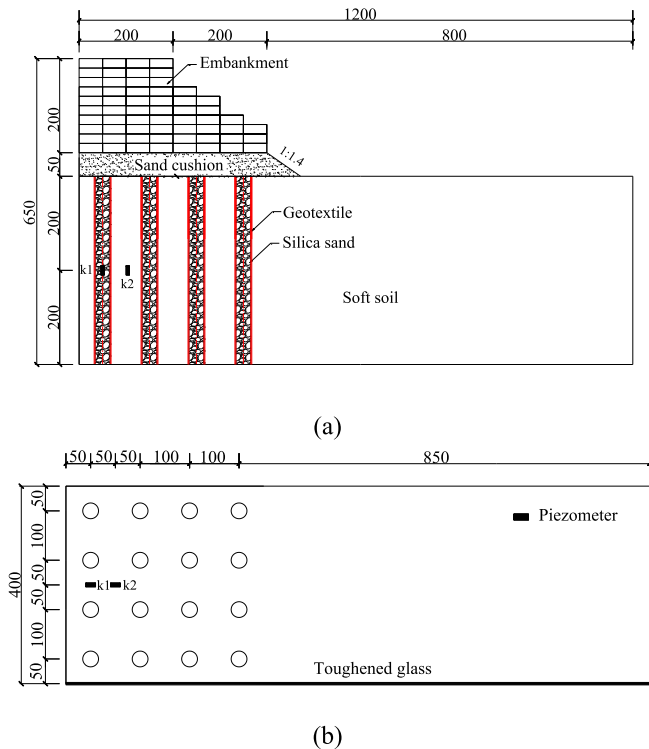 1200
200 200 800
Embankment
200
1:1.4
Sand cushion
50
650
200
Geotextile
Silica sand
k1
k2
Soft soil
200
(a)
50 50 50 100 100 850
50
Piezometer
100
400
50
k1 k2
50
100
Toughened glass
50
(b)